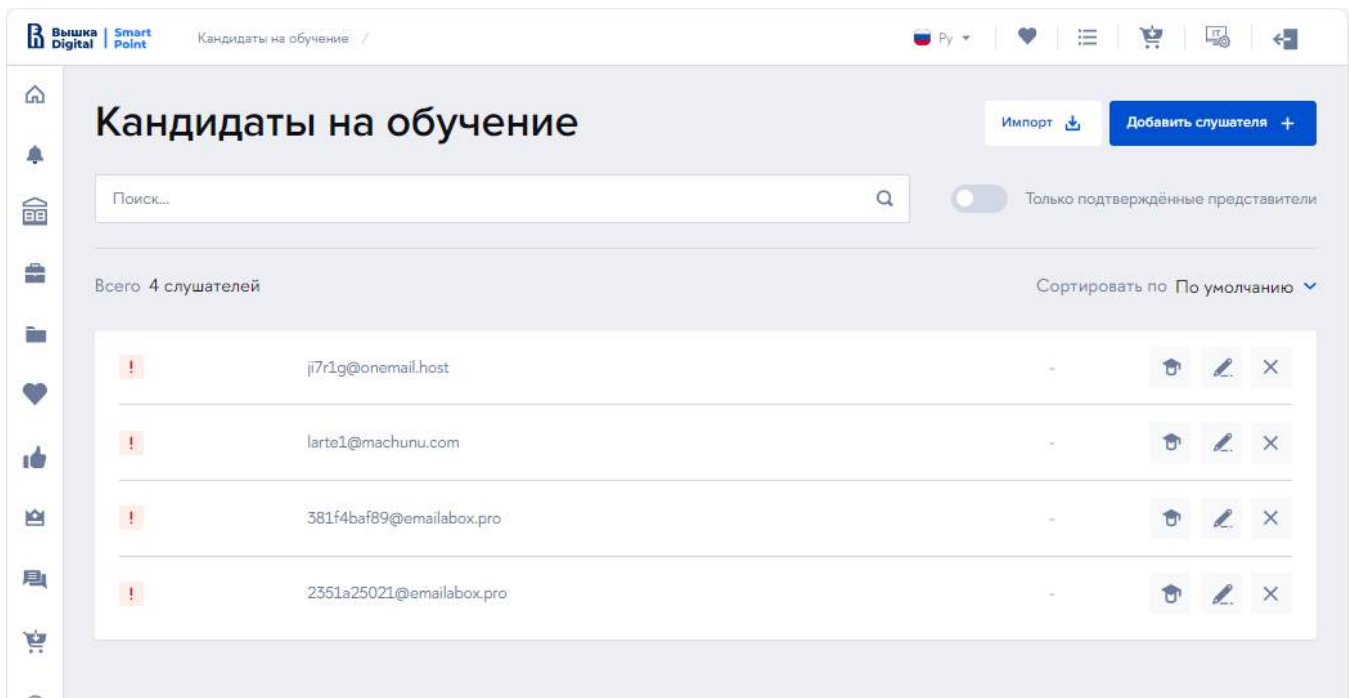 Вышка Digital Smart Point
Кандидаты на обучение /
Ру
Кандидаты на обучение
Импорт
Добавить слушателя +
Поиск...
Только подтверждённые представители
Всего 4 слушателей
Сортировать по По умолчанию
! ji7r1g@onemail.host -
! larte1@machunu.com -
! 381f4baf89@emailabox.pro -
! 2351a25021@emailabox.pro -